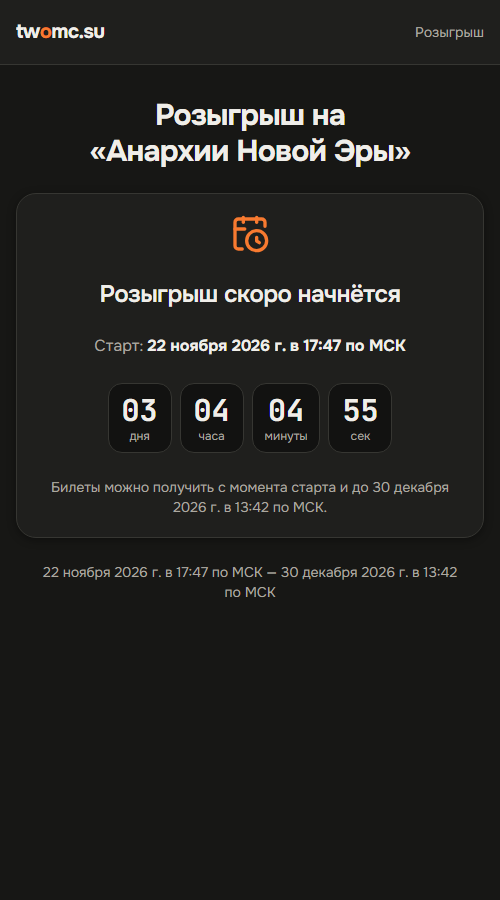 twomc.su
Розыгрыш
Розыгрыш на
«Анархии Новой Эры»
Розыгрыш скоро начнётся
Старт: 22 ноября 2026 г. в 17:47 по МСК
03 04 04 55
дня часа минуты сек
Билеты можно получить с момента старта и до 30 декабря
2026 г. в 13:42 по МСК.
22 ноября 2026 г. в 17:47 по МСК — 30 декабря 2026 г. в 13:42
по МСК